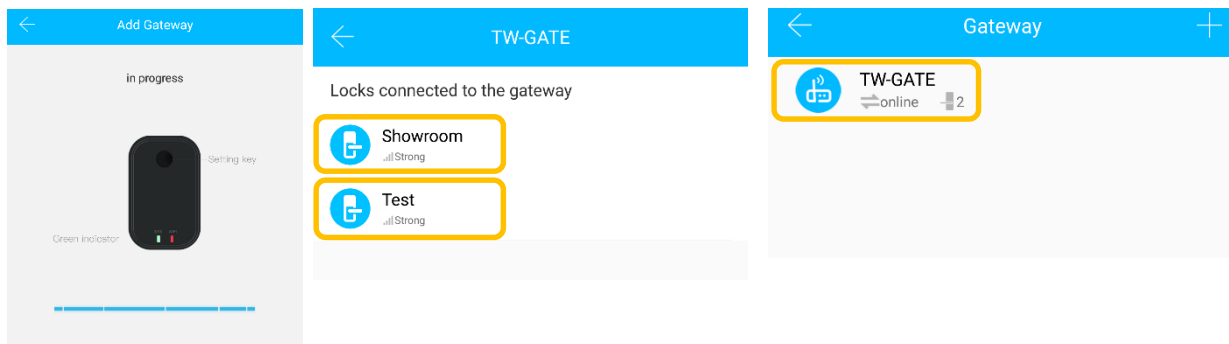 Add Gateway
in progress
Setting key
Green indicator
TW-GATE
Locks connected to the gateway
Showroom
Strong
Test
Strong
Gateway
TW-GATE
online 2